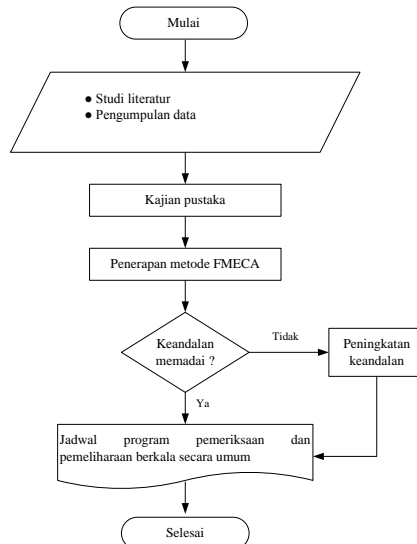 Mulai
● Studi literatur
● Pengumpulan data
Kajian pustaka
Penerapan metode FMECA
Keandalan
memadai ?
Tidak
Peningkatan
keandalan
Ya
Jadwal program pemeriksaan dan
pemeliharaan berkala secara umum
Selesai